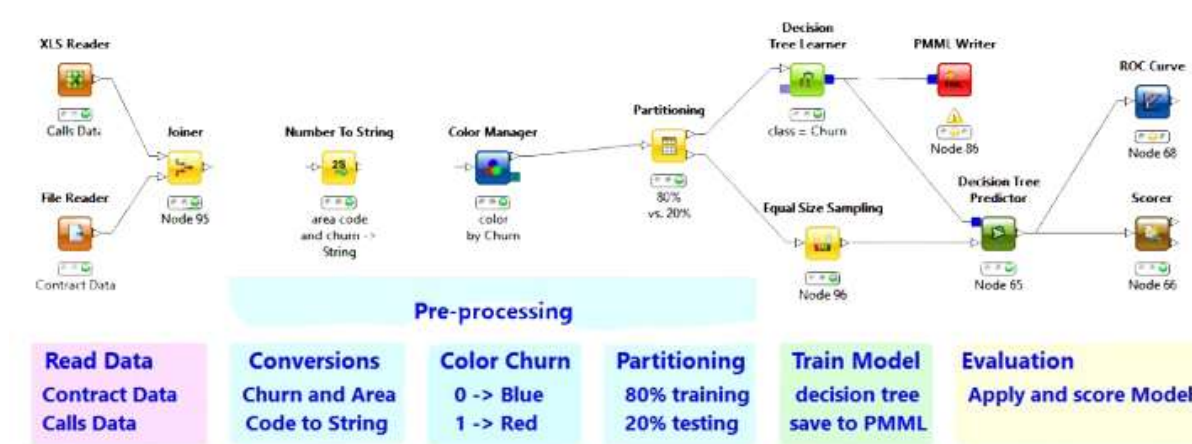 XLS Reader
Calls Data
File Reader
Contract Data
Joiner
Node 95
Number To String
2S
area code
and churn ->
String
Color Manager
color
by Churn
Partitioning
80%
vs. 20%
Decision
Tree Learner
class = Churn
PMML Writer
Node 86
Equal Size Sampling
Node 96
Decision Tree
Predictor
Node 65
ROC Curve
Node 68
Scorer
Node 66
Pre-processing
Read Data
Contract Data
Calls Data
Conversions
Churn and Area
Code to String
Color Churn
0 -> Blue
1 -> Red
Partitioning
80% training
20% testing
Train Model
decision tree
save to PMML
Evaluation
Apply and score Model